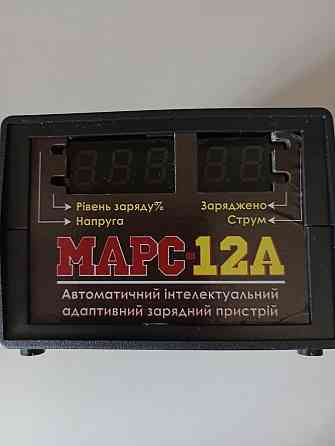 Рівень заряду%
Напруга
Заряджено
Струм
МАРС-12А
Автоматичний інтелектуальний
адаптивний зарядний пристрій